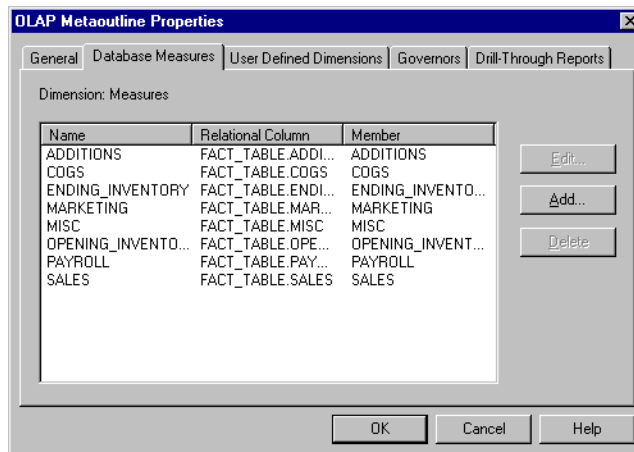 OLAP Metaoutline Properties
General Database Measures User Defined Dimensions Governors Drill-Through Reports
Dimension: Measures
Name Relational Column Member
ADDITIONS FACT_TABLE.ADDI... ADDITIONS
COGS FACT_TABLE.COGS COGS
ENDING_INVENTORY FACT_TABLE.ENDI... ENDING_INVENTO...
MARKETING FACT_TABLE.MAR... MARKETING
MISC FACT_TABLE.MISC MISC
OPENING_INVENTO... FACT_TABLE.OPE... OPENING_INVENT...
PAYROLL FACT_TABLE.PAY... PAYROLL
SALES FACT_TABLE.SALES SALES
Edit...
Add...
Delete
OK Cancel Help